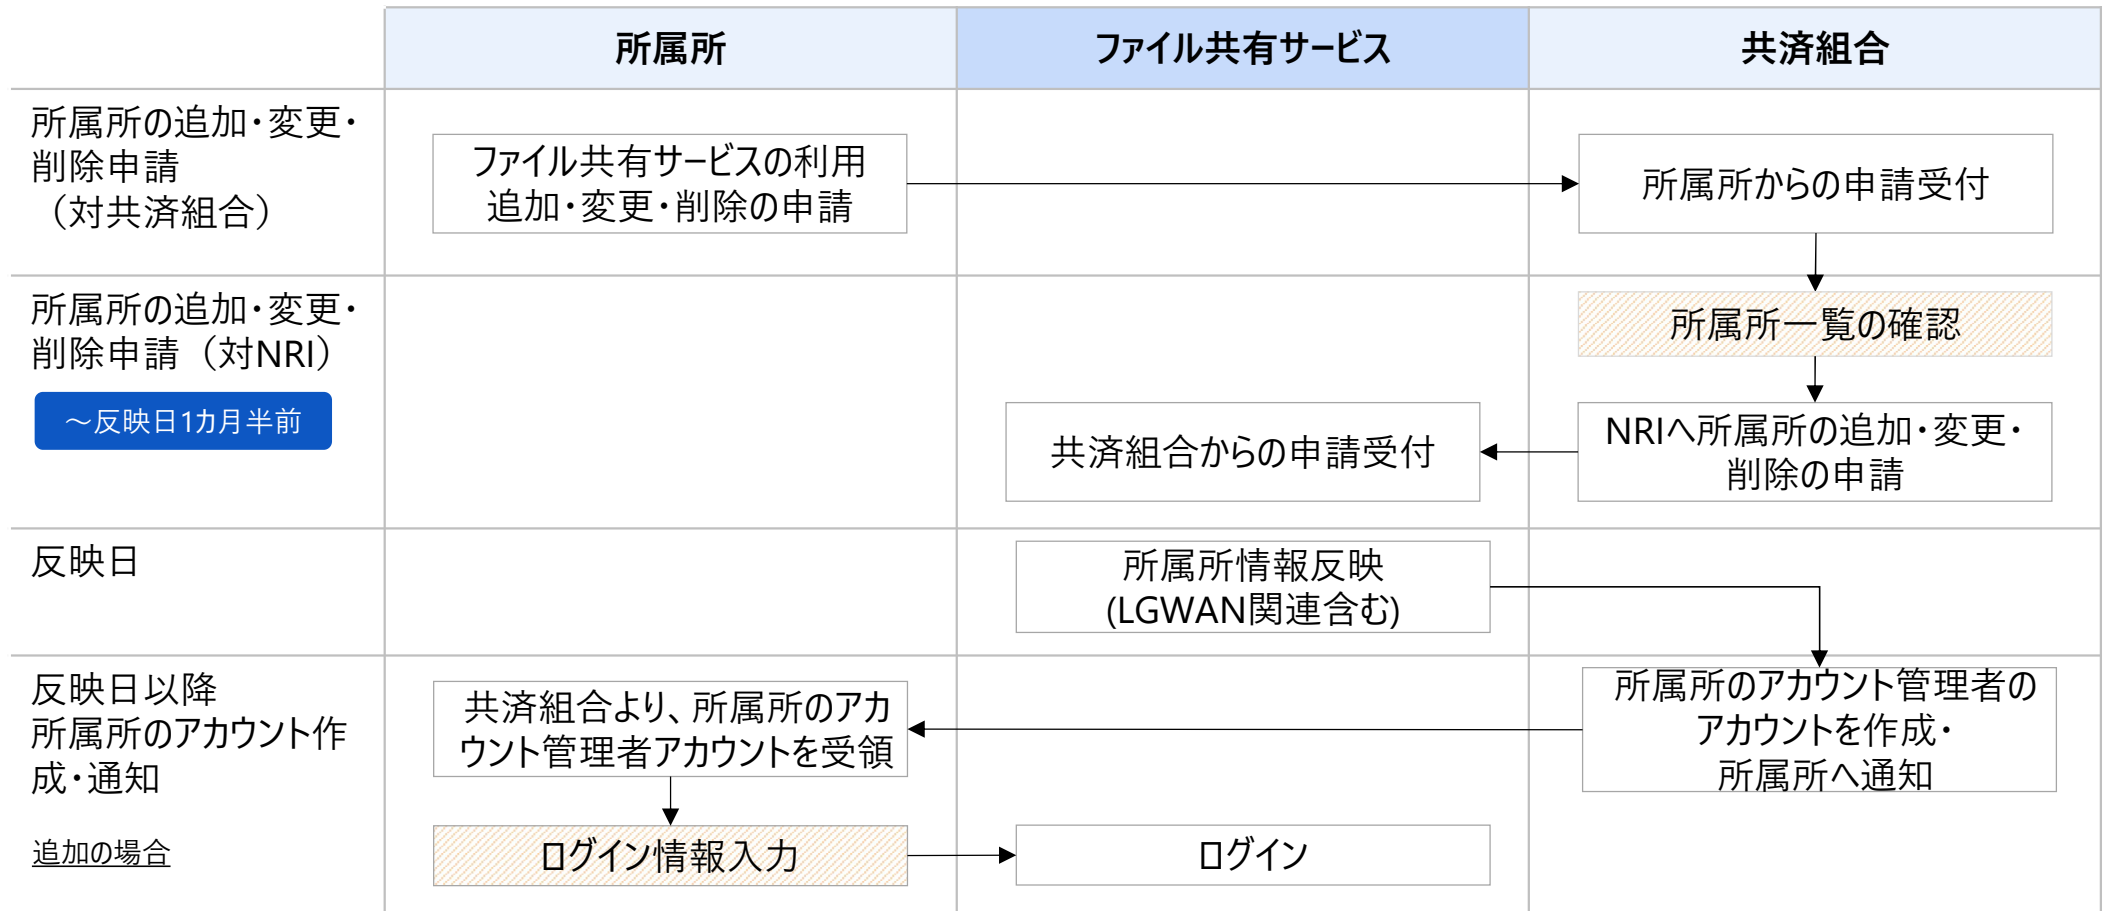 所属所
ファイル共有サービス
共済組合
所属所の追加・変更・
削除申請
（対共済組合）
ファイル共有サービスの利用
追加・変更・削除の申請
所属所からの申請受付
所属所の追加・変更・
削除申請（対NRI）
～反映日1カ月半前
所属所一覧の確認
共済組合からの申請受付
NRIへ所属所の追加・変更・
削除の申請
反映日
所属所情報反映
(LGWAN関連含む)
反映日以降
所属所のアカウント作
成・通知
追加の場合
共済組合より、所属所のアカ
ウント管理者アカウントを受領
所属所のアカウント管理者の
アカウントを作成・
所属所へ通知
ログイン情報入力
ログイン